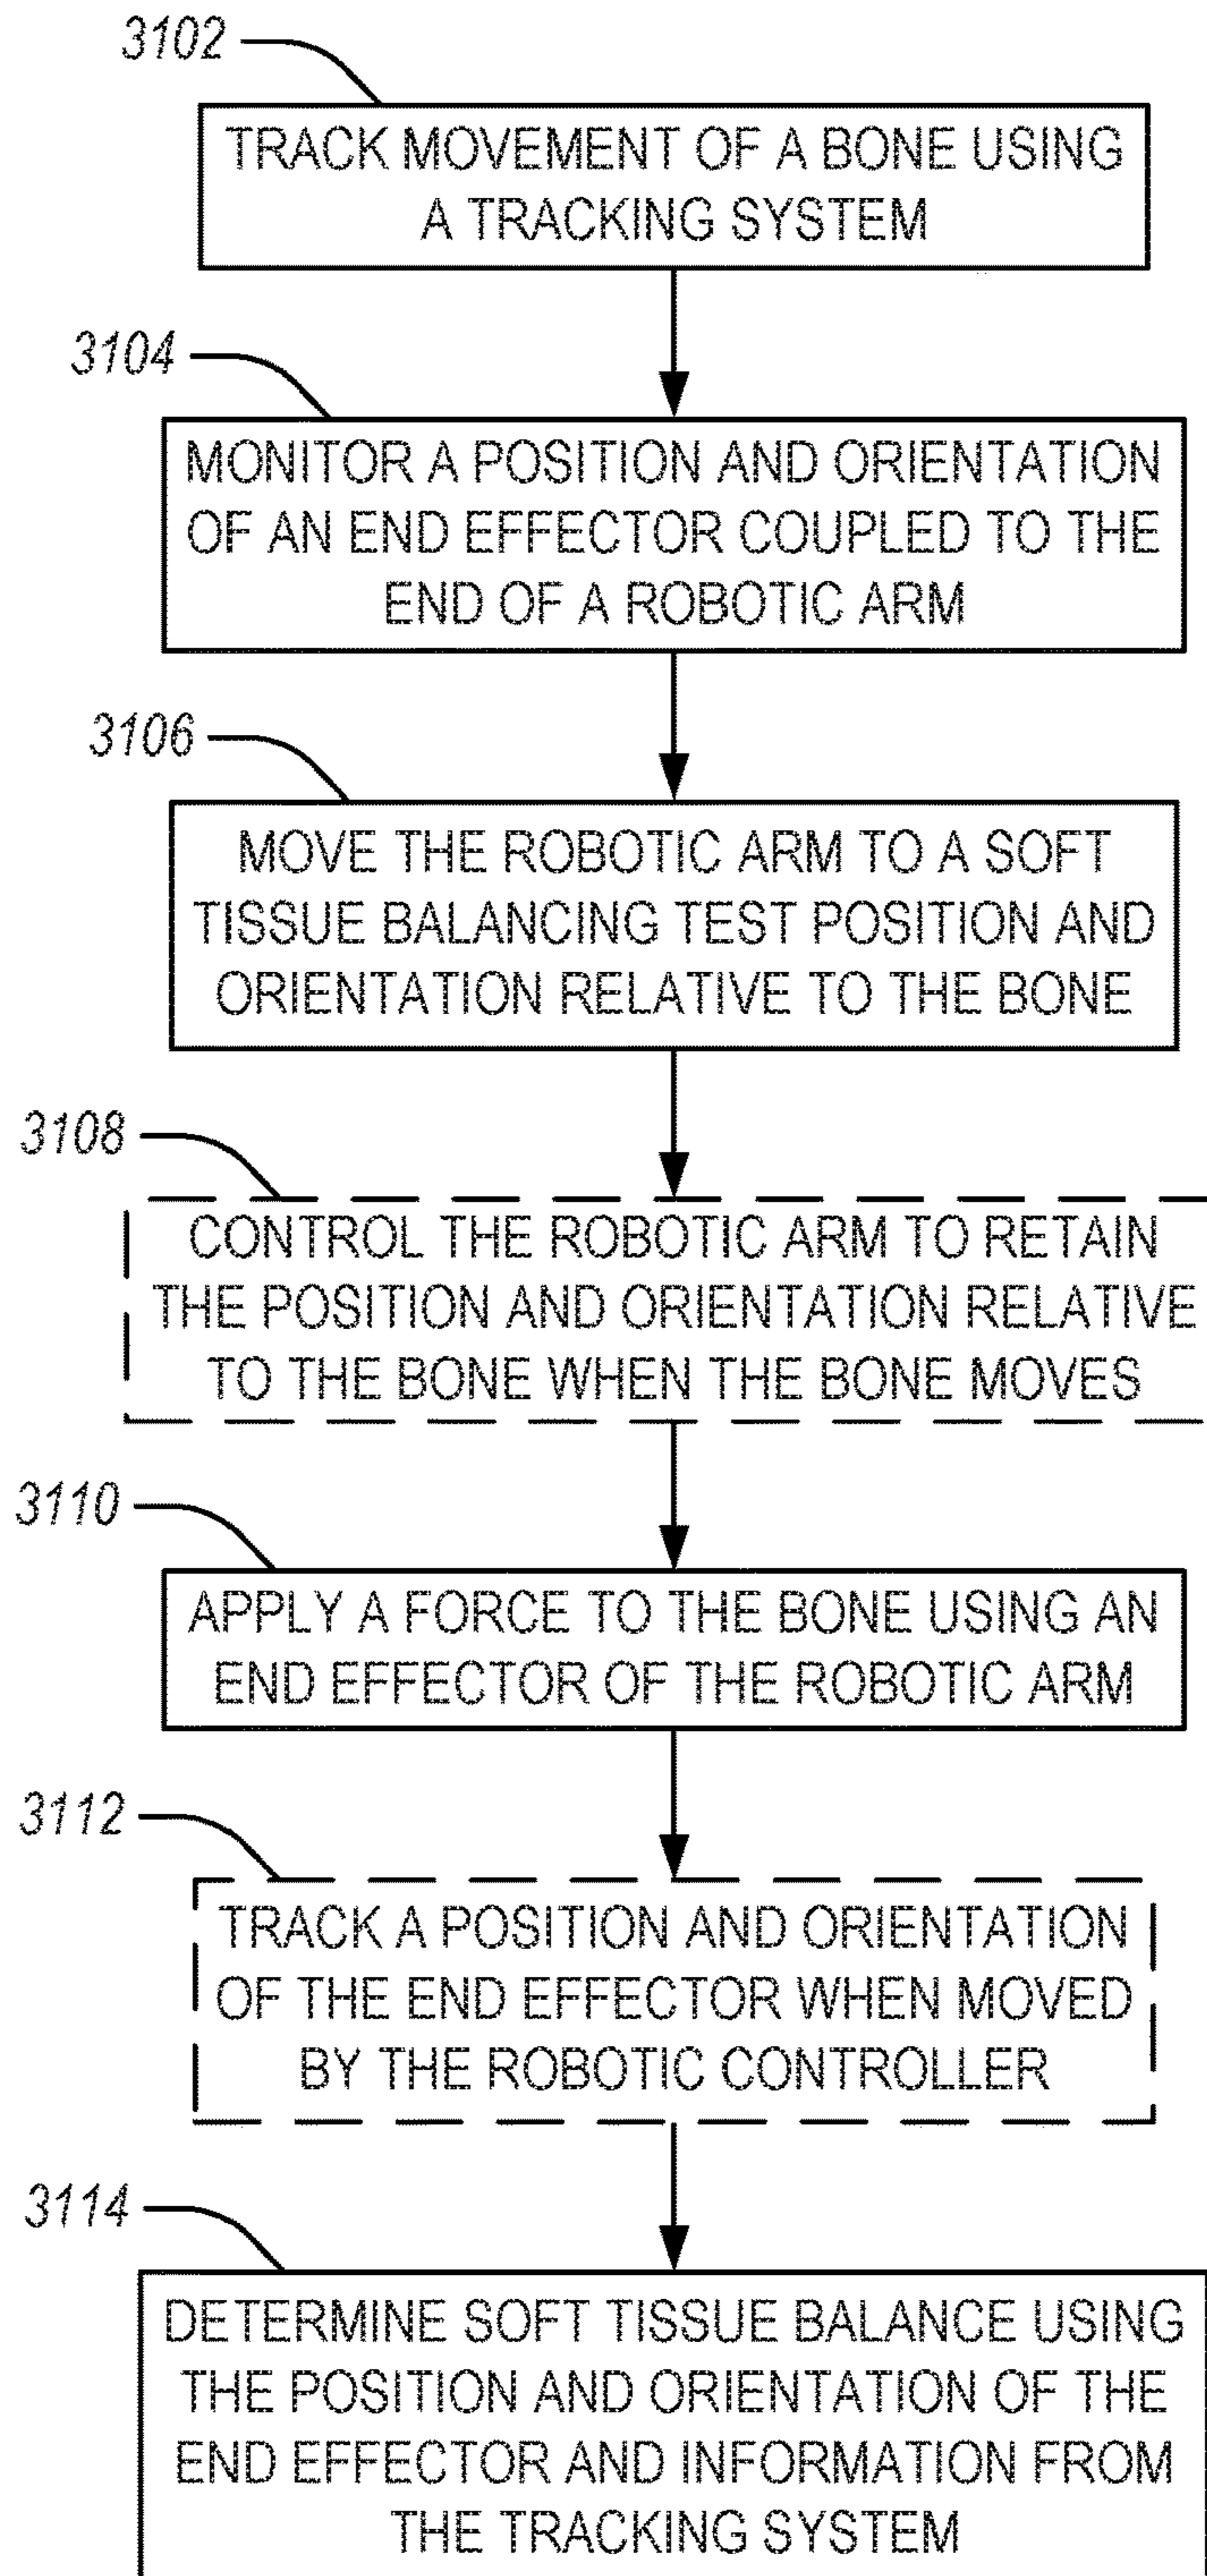 3102
TRACK MOVEMENT OF A BONE USING
A TRACKING SYSTEM
3104
MONITOR A POSITION AND ORIENTATION
OF AN END EFFECTOR COUPLED TO THE
END OF A ROBOTIC ARM
3106
MOVE THE ROBOTIC ARM TO A SOFT
TISSUE BALANCING TEST POSITION AND
ORIENTATION RELATIVE TO THE BONE
3108
CONTROL THE ROBOTIC ARM TO RETAIN
THE POSITION AND ORIENTATION RELATIVE
TO THE BONE WHEN THE BONE MOVES
3110
APPLY A FORCE TO THE BONE USING AN
END EFFECTOR OF THE ROBOTIC ARM
3112
TRACK A POSITION AND ORIENTATION
OF THE END EFFECTOR WHEN MOVED
BY THE ROBOTIC CONTROLLER
3114
DETERMINE SOFT TISSUE BALANCE USING
THE POSITION AND ORIENTATION OF THE
END EFFECTOR AND INFORMATION FROM
THE TRACKING SYSTEM